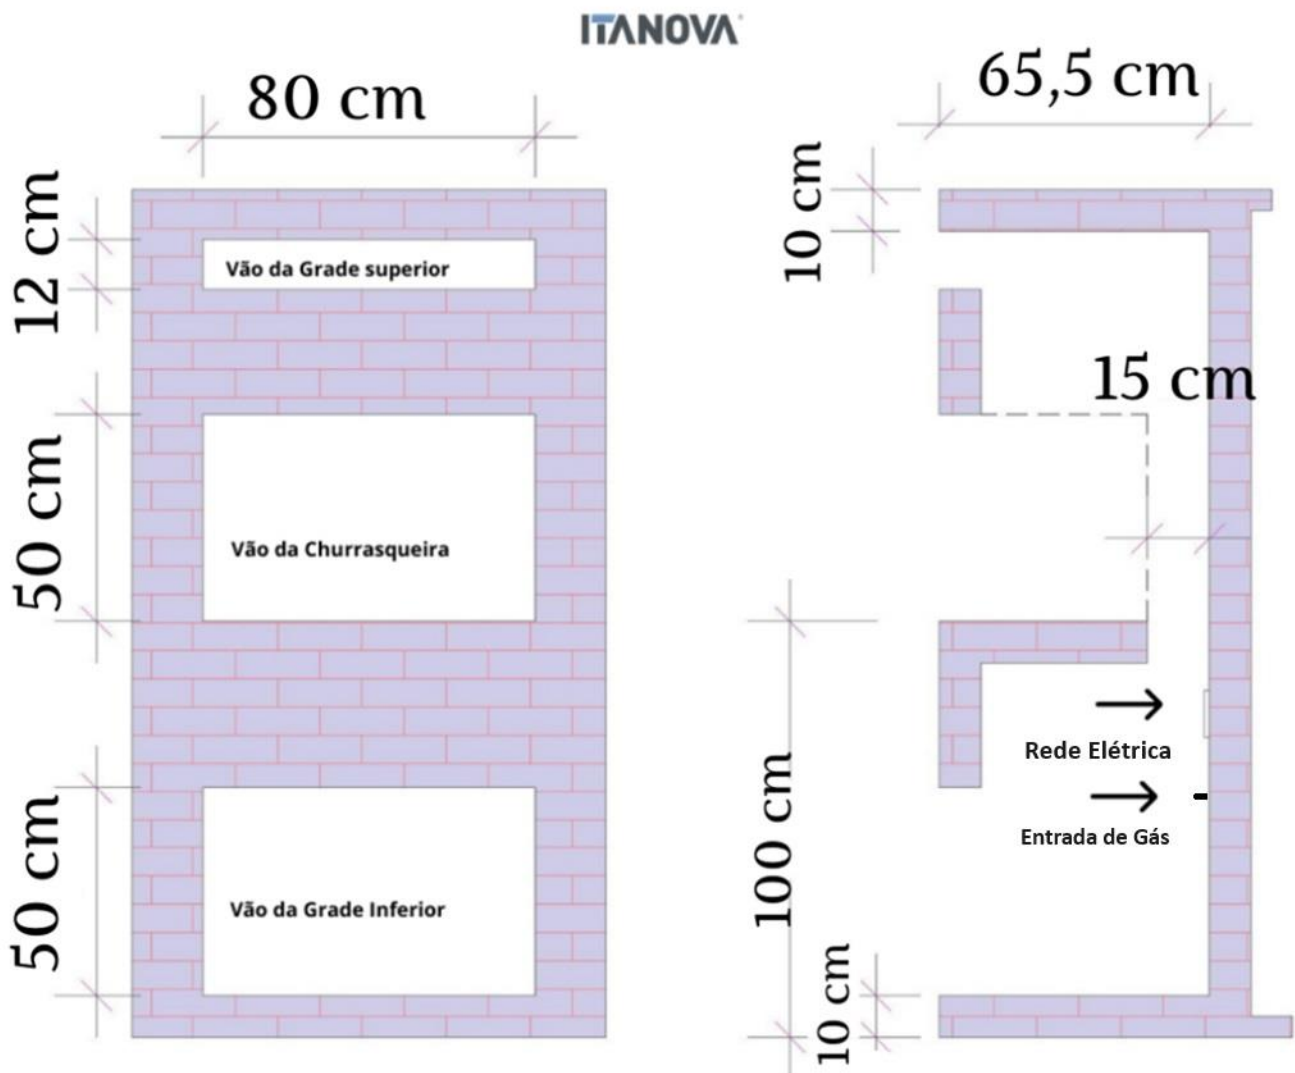 ITANOVA
80 cm
12 cm
Vão da Grade superior
50 cm
Vão da Churrasqueira
50 cm
Vão da Grade Inferior
65,5 cm
10 cm
15 cm
100 cm
Rede Elétrica
Entrada de Gás
10 cm